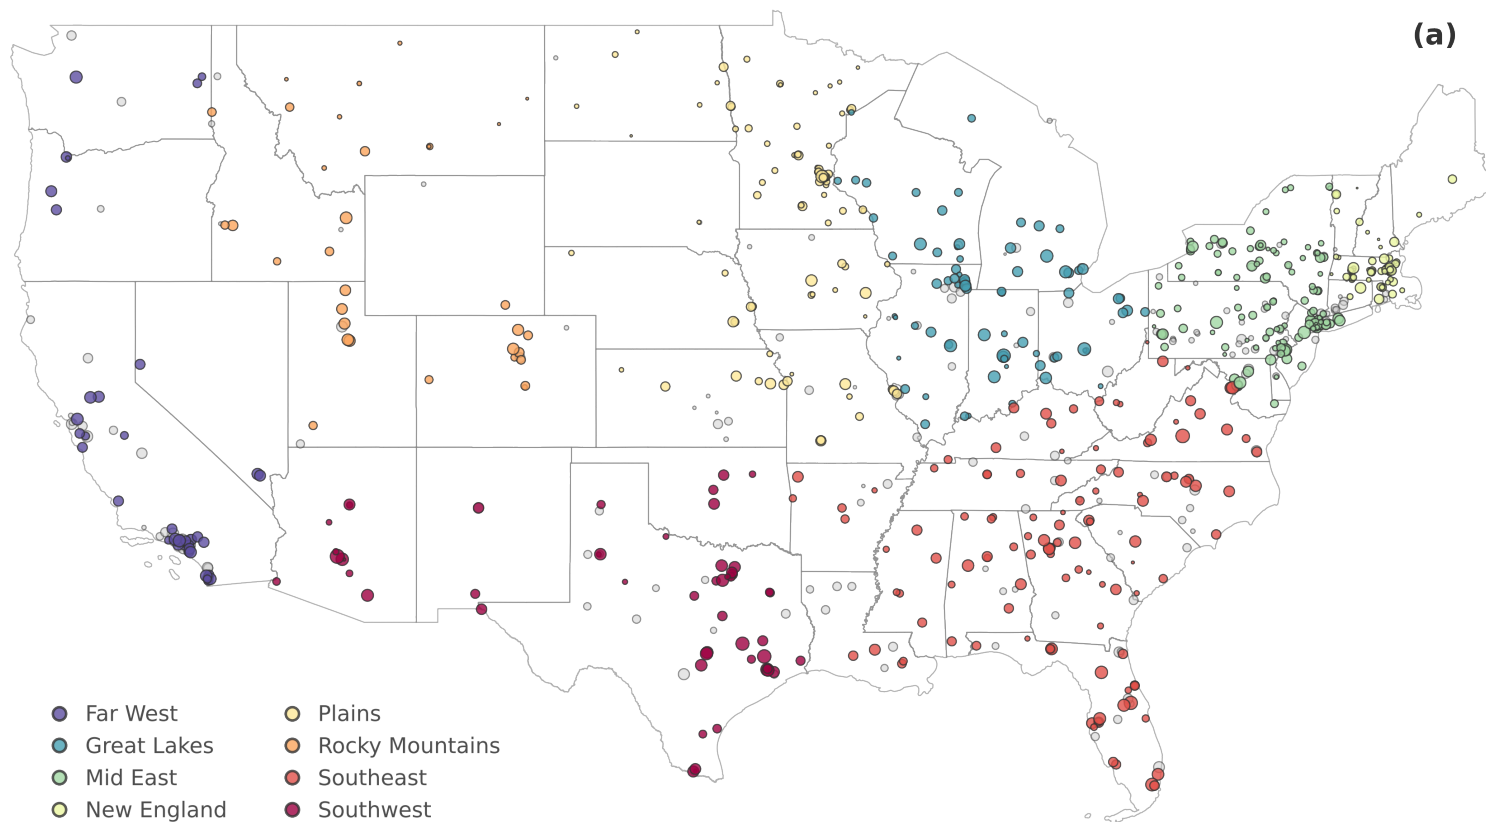 (a)
Far West
Great Lakes
Mid East
New England
Plains
Rocky Mountains
Southeast
Southwest